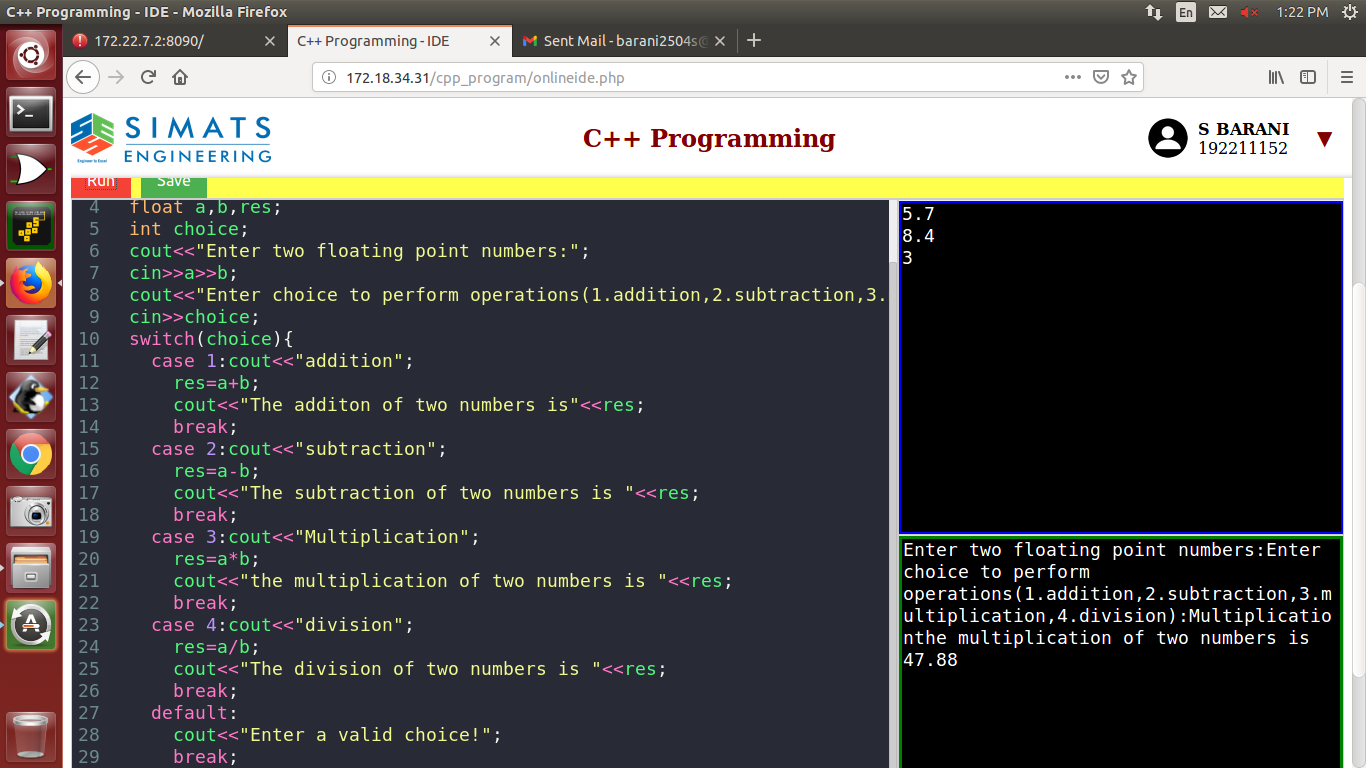 C++ Programming - IDE - Mozilla Firefox
En
1:22 PM
172.22.7.2:8090/
C++ Programming - IDE
Sent Mail - barani2504s@
172.18.34.31/cpp_program/onlineide.php
SIMATS
ENGINEERING
Engineer to Excel
C++ Programming
S BARANI
192211152
Run
Save
4 float a,b,res;
5 int choice;
6 cout<<"Enter two floating point numbers:";
7 cin>>a>>b;
8 cout<<"Enter choice to perform operations(1.addition,2.subtraction,3.
9 cin>>choice;
10 switch(choice){
11 case 1:cout<<"addition";
12 res=a+b;
13 cout<<"The additon of two numbers is"<<res;
14 break;
15 case 2:cout<<"subtraction";
16 res=a-b;
17 cout<<"The subtraction of two numbers is "<<res;
18 break;
19 case 3:cout<<"Multiplication";
20 res=a*b;
21 cout<<"the multiplication of two numbers is "<<res;
22 break;
23 case 4:cout<<"division";
24 res=a/b;
25 cout<<"The division of two numbers is "<<res;
26 break;
27 default:
28 cout<<"Enter a valid choice!";
29 break;
5.7
8.4
3
Enter two floating point numbers:Enter
choice to perform
operations(1.addition,2.subtraction,3.m
ultiplication,4.division):Multiplicatio
nthe multiplication of two numbers is
47.88